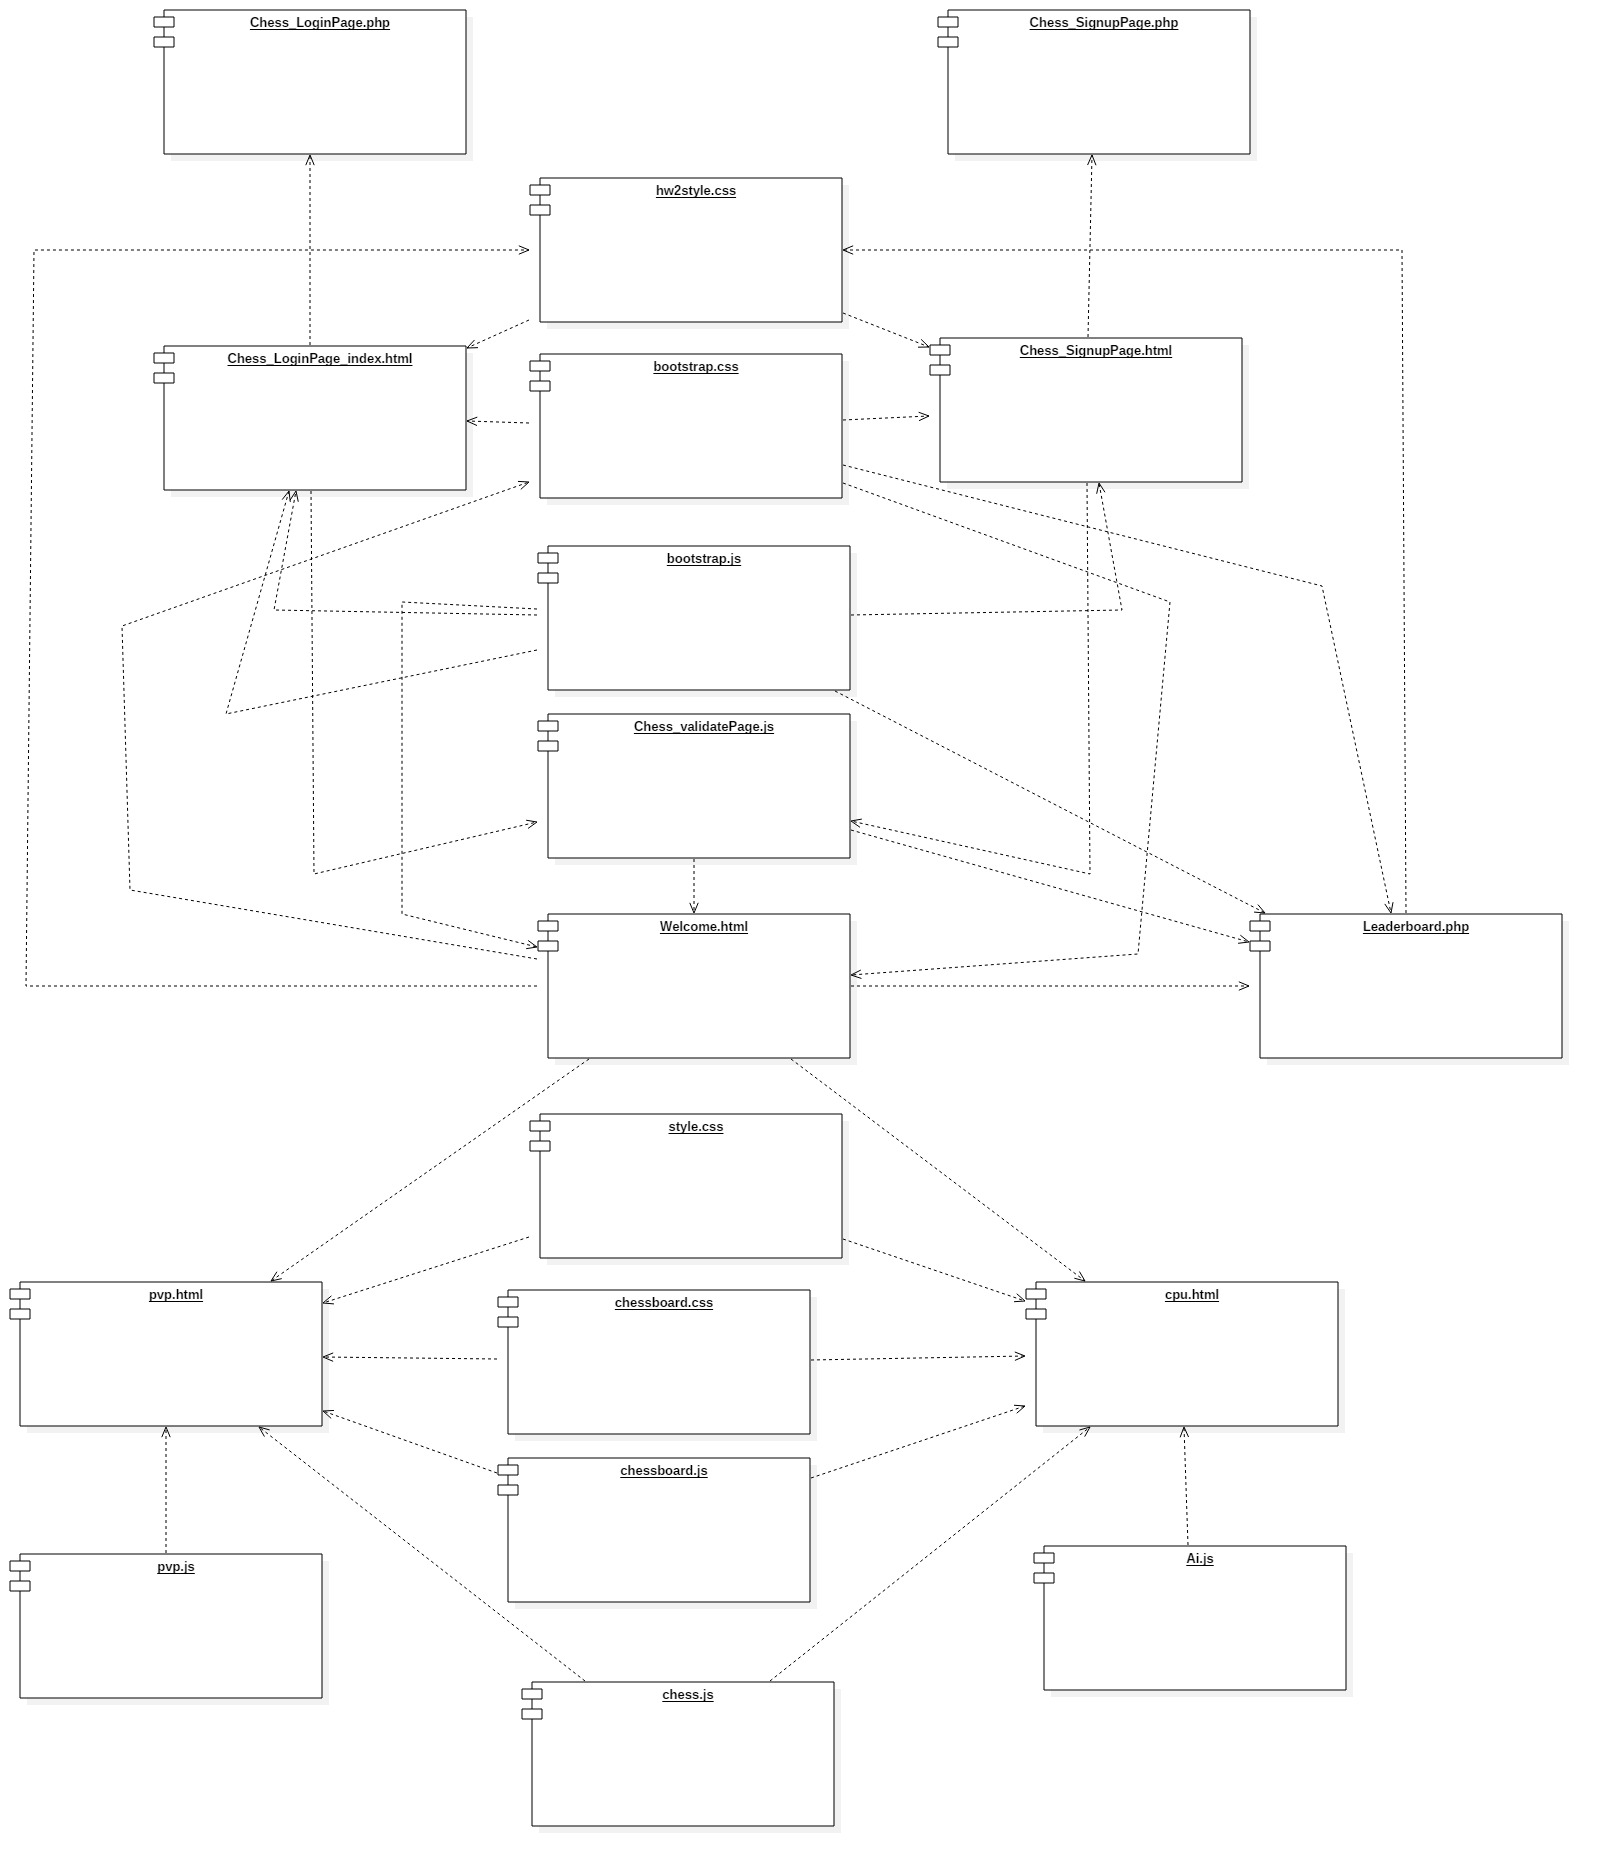 Chess_LoginPage.php
Chess_SignupPage.php
hw2style.css
Chess_LoginPage_index.html
Chess_SignupPage.html
bootstrap.css
bootstrap.js
Chess_validatePage.js
Welcome.html
Leaderboard.php
style.css
pvp.html
cpu.html
chessboard.css
chessboard.js
pvp.js
Ai.js
chess.js